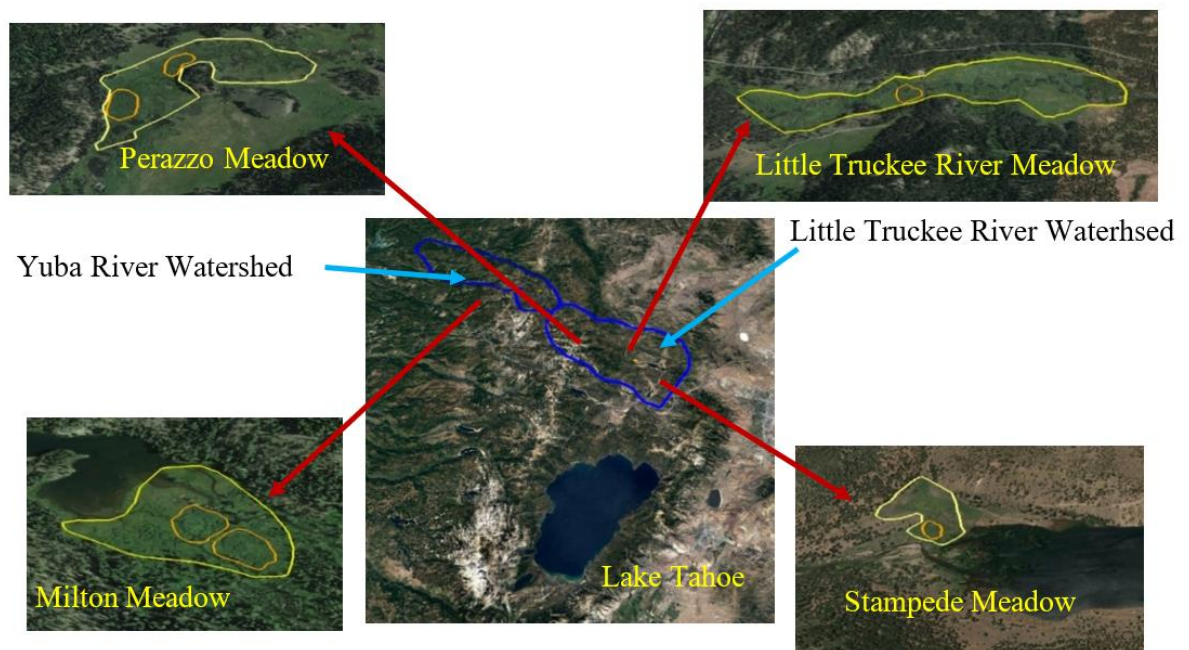 Perazzo Meadow
Little Truckee River Meadow
Little Truckee River Waterhsed
Yuba River Watershed
Milton Meadow
Lake Tahoe
Stampede Meadow